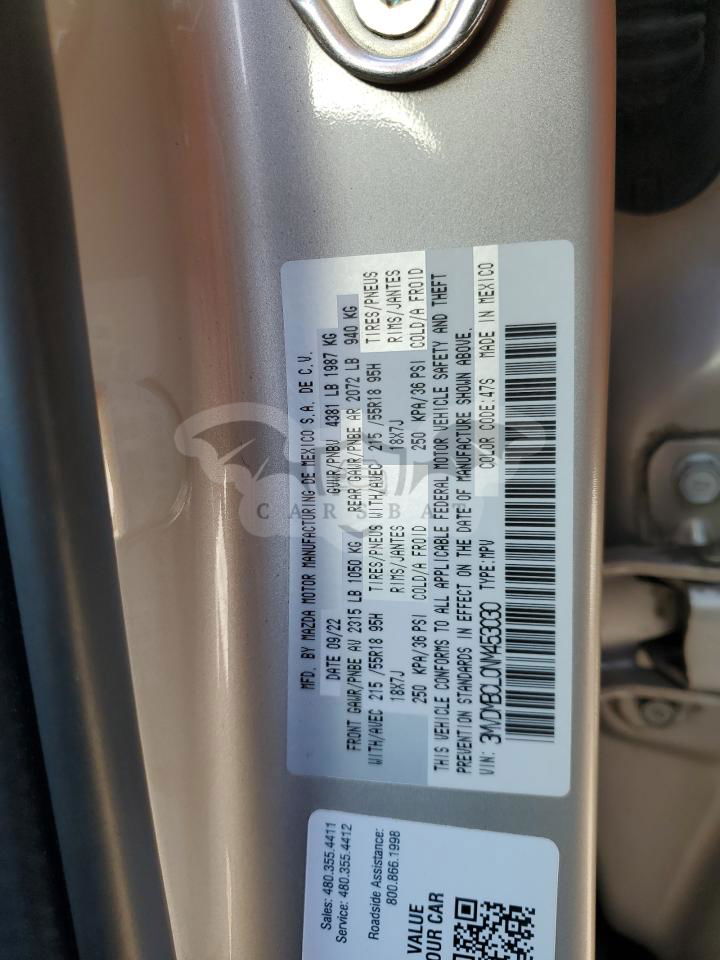 MFD. BY MAZDA MOTOR MANUFACTURING DE MEXICO S.A. DE C.V.
DATE 09/22 GVWR/PNBV 4381 LB 1987 KG
FRONT GAWR/PNBE AV 2315 LB 1050 KG REAR GAWR/PNBE AR 2072 LB 940 KG
WITH/AVEC 215 /55R18 95H TIRES/PNEUS WITH/AVEC 215 /55R18 95H TIRES/PNEUS
18X7J RIMS/JANTES 18X7J RIMS/JANTES
250 KPA/36 PSI COLD/A FROID 250 KPA/36 PSI COLD/A FROID
THIS VEHICLE CONFORMS TO ALL APPLICABLE FEDERAL MOTOR VEHICLE SAFETY AND THEFT
PREVENTION STANDARDS IN EFFECT ON THE DATE OF MANUFACTURE SHOWN ABOVE.
VIN: 3MVDMBCL0NM453030 TYPE:MPV COLOR CODE:47S MADE IN MEXICO
CARSBAT
Sales: 480.355.4411
Service: 480.355.4412
Roadside Assistance:
800.866.1998
VALUE
OUR CAR